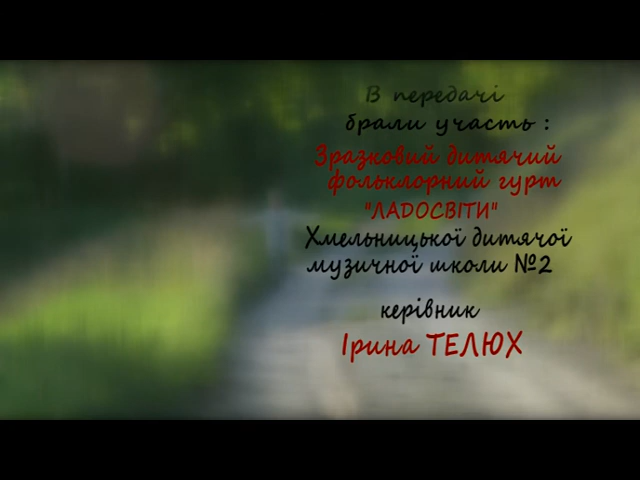 В передачі
брали участь :
Зразковий дитячий
фольклорний гурт
"ЛАДОСВІТИ"
Хмельницької дитячої
музичної школи №2
керівник
Ірина ТЕЛЮХ